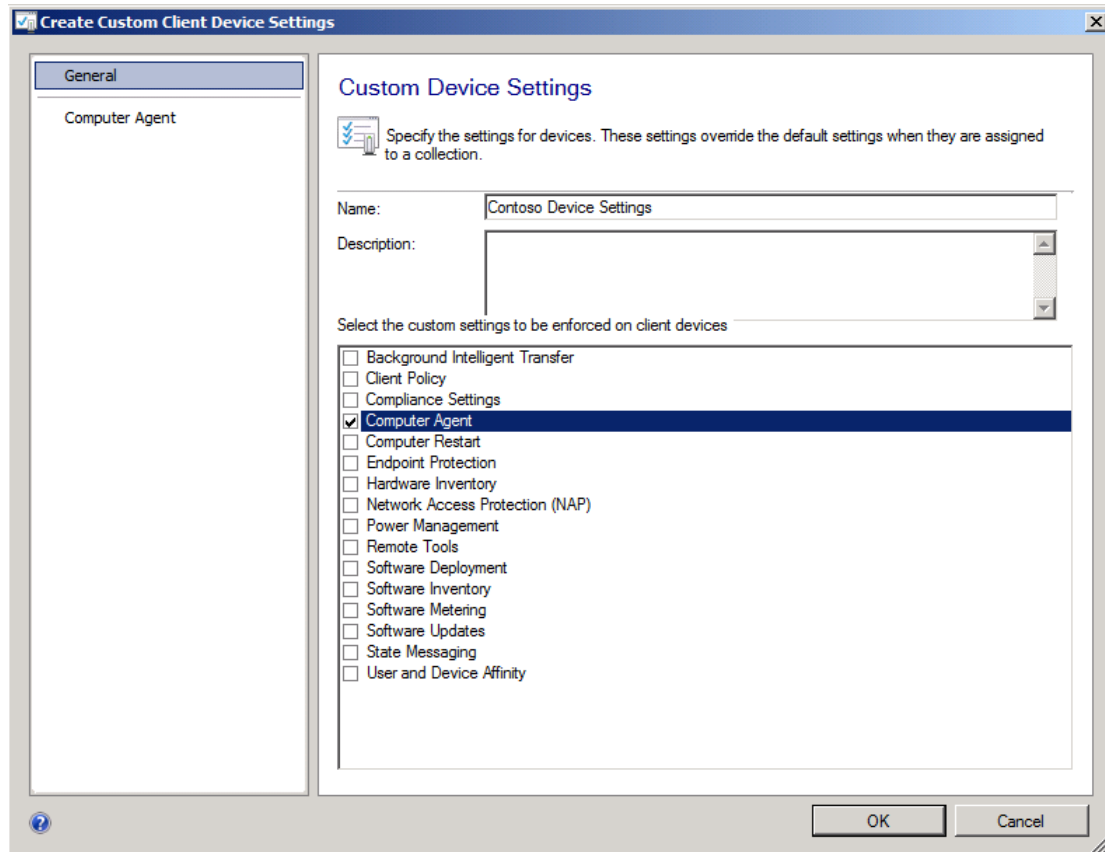 Create Custom Client Device Settings
General
Computer Agent
Custom Device Settings
Specify the settings for devices. These settings override the default settings when they are assigned
to a collection.
Name:
Contoso Device Settings
Description:
Select the custom settings to be enforced on client devices
Background Intelligent Transfer
Client Policy
Compliance Settings
Computer Agent
Computer Restart
Endpoint Protection
Hardware Inventory
Network Access Protection (NAP)
Power Management
Remote Tools
Software Deployment
Software Inventory
Software Metering
Software Updates
State Messaging
User and Device Affinity
OK
Cancel